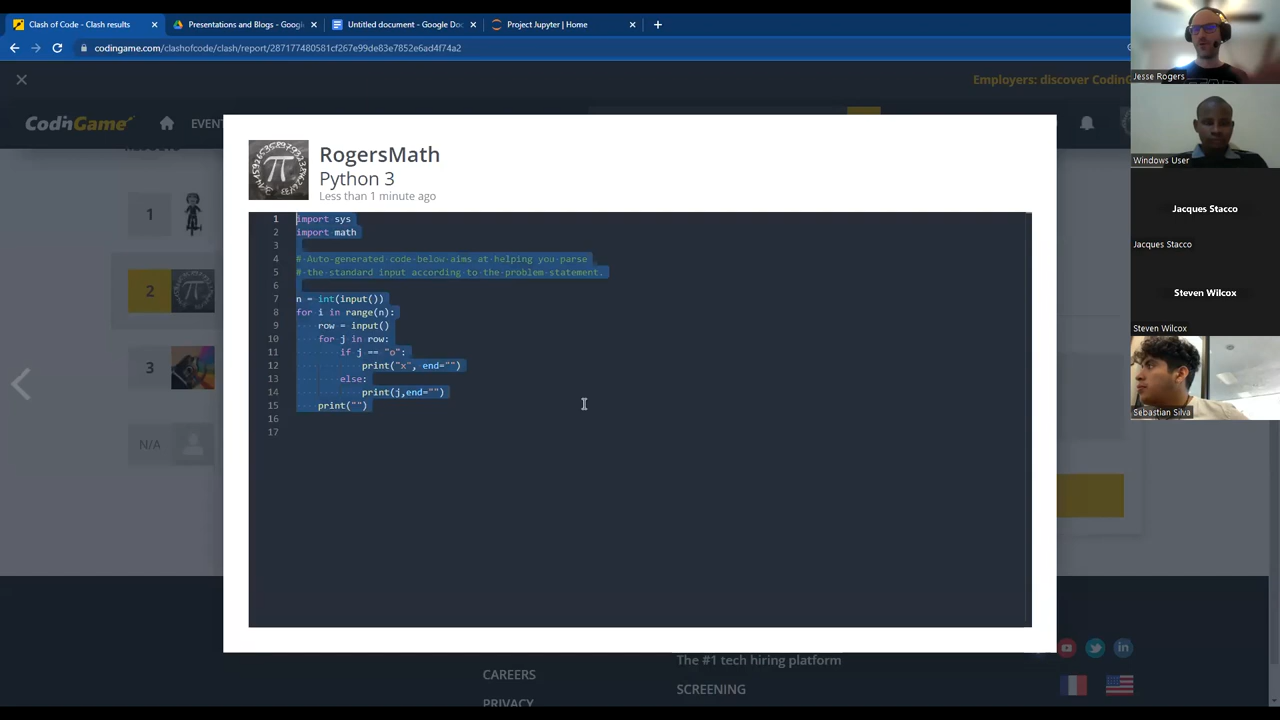 Clash of Code - Clash results
Presentations and Blogs - Googl
Untitled document - Google Doc
Project Jupyter | Home
codingame.com/clashofcode/clash/report/287177480581cf267e99de83e7852e6ad4f74a2
Employers: discover CodinG
CodinGame
EVEN
RogersMath
Python 3
Less than 1 minute ago
1
2
3
N/A
1 import sys
2 import math
3
4 # Auto-generated code below aims at helping you parse
5 # the standard input according to the problem statement.
6
7 n = int(input())
8 for i in range(n):
9 row = input()
10 for j in row:
11 if j == "o":
12 print("x", end="")
13 else:
14 print(j,end="")
15 print("")
16
17
CAREERS
PRIVACY
The #1 tech hiring platform
SCREENING
Jesse Rogers
Windows User
Jacques Stacco
Jacques Stacco
Steven Wilcox
Steven Wilcox
Sebastian Silva